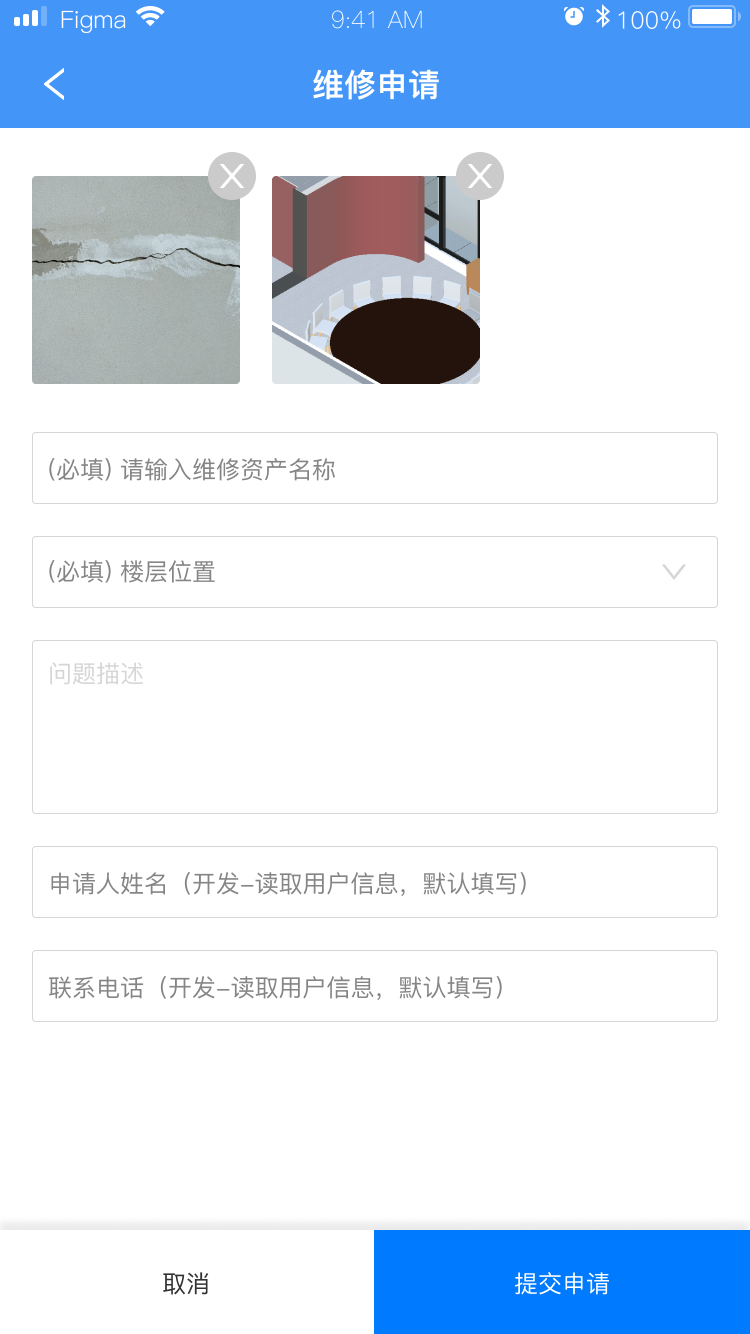 Figma 9:41 AM 100%
维修申请
(必填) 请输入维修资产名称
(必填) 楼层位置
问题描述
申请人姓名（开发-读取用户信息，默认填写）
联系电话（开发-读取用户信息，默认填写）
取消 提交申请